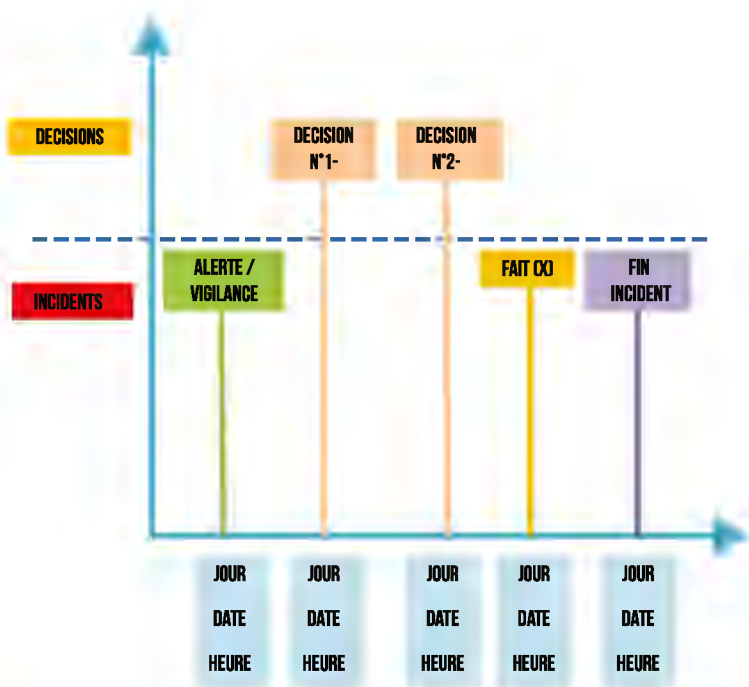 DECISIONS
DECISION
N°1-
DECISION
N°2-
ALERTE /
VIGILANCE
FAIT (X)
FIN
INCIDENT
INCIDENTS
JOUR
DATE
HEURE
JOUR
DATE
HEURE
JOUR
DATE
HEURE
JOUR
DATE
HEURE
JOUR
DATE
HEURE